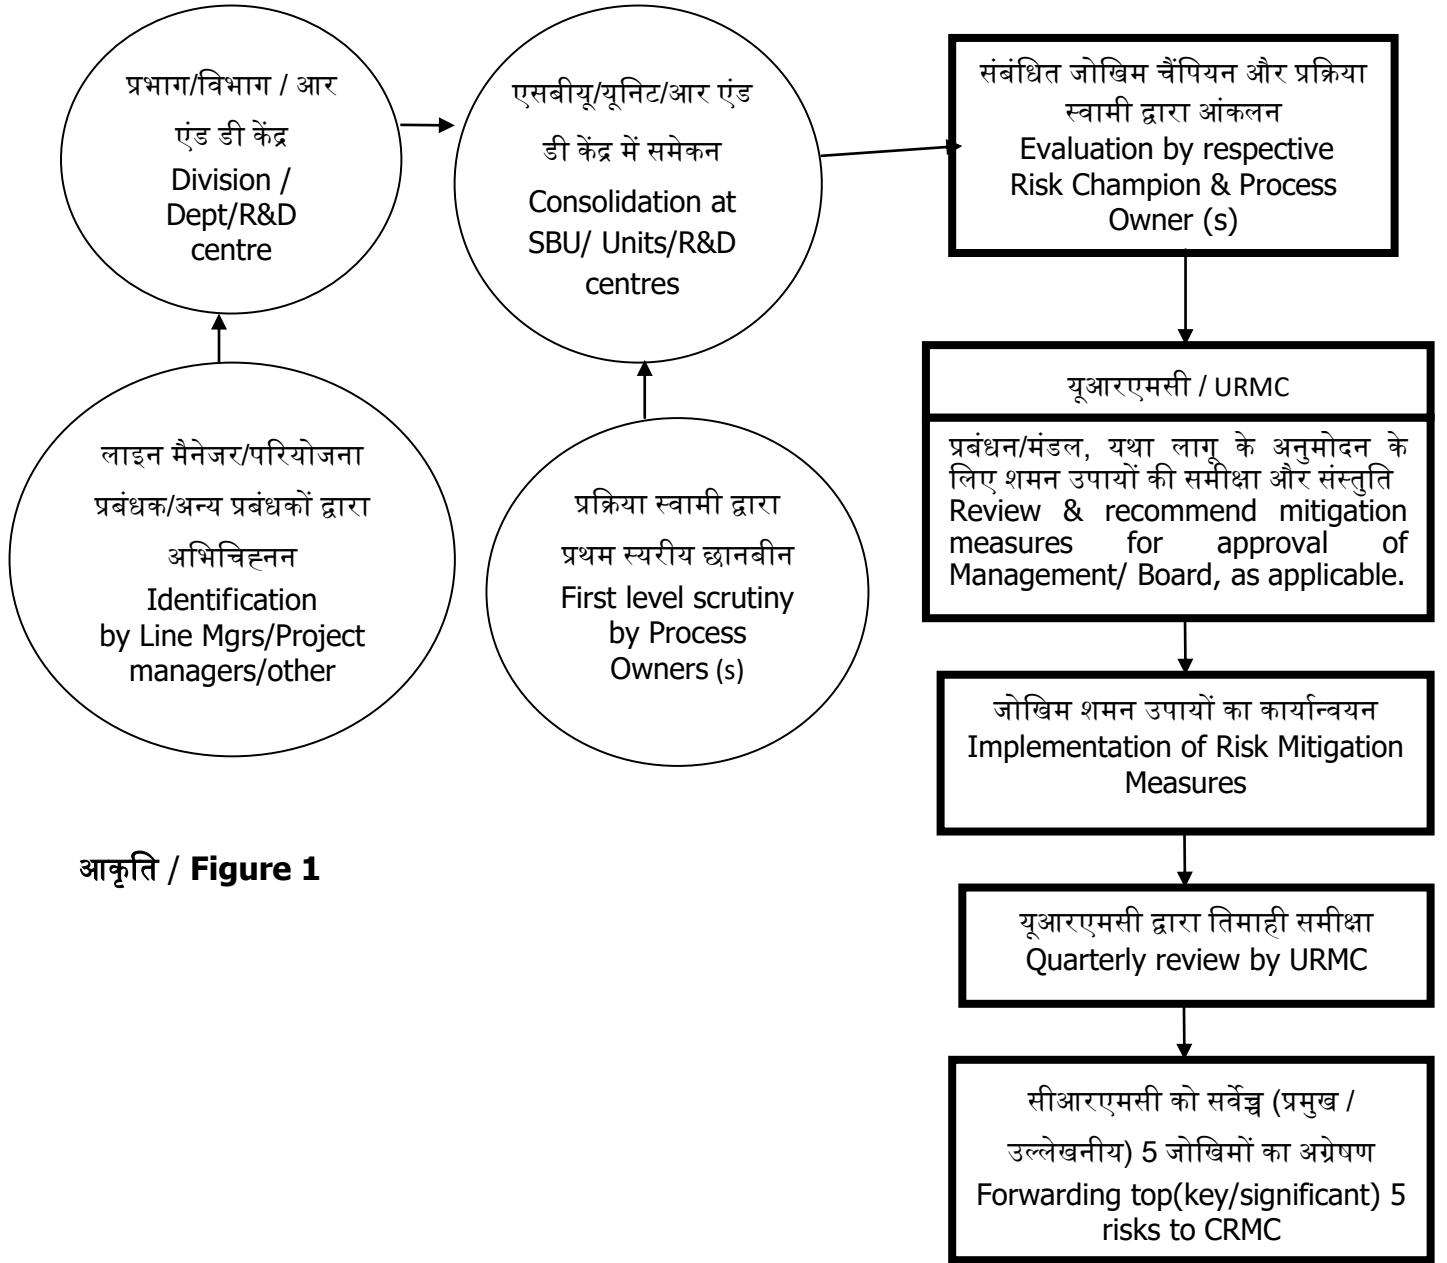 प्रभाग/विभाग / आर
एंड डी केंद्र
Division /
Dept/R&D
centre
एसबीयू/यूनिट/आर एंड
डी केंद्र में समेकन
Consolidation at
SBU/ Units/R&D
centres
संबंधित जोखिम चैंपियन और प्रक्रिया
स्वामी द्वारा आंकलन
Evaluation by respective
Risk Champion & Process
Owner (s)
लाइन मैनेजर/परियोजना
प्रबंधक/अन्य प्रबंधकों द्वारा
अभिचिह्नन
Identification
by Line Mgrs/Project
managers/other
प्रक्रिया स्वामी द्वारा
प्रथम स्यरीय छानबीन
First level scrutiny
by Process
Owners (s)
यूआरएमसी / URMC
प्रबंधन/मंडल, यथा लागू के अनुमोदन के
लिए शमन उपायों की समीक्षा और संस्तुति
Review & recommend mitigation
measures for approval of
Management/ Board, as applicable.
जोखिम शमन उपायों का कार्यान्वयन
Implementation of Risk Mitigation
Measures
आकृति / Figure 1
यूआरएमसी द्वारा तिमाही समीक्षा
Quarterly review by URMC
सीआरएमसी को सर्वेच्च (प्रमुख /
उल्लेखनीय) 5 जोखिमों का अग्रेषण
Forwarding top(key/significant) 5
risks to CRMC